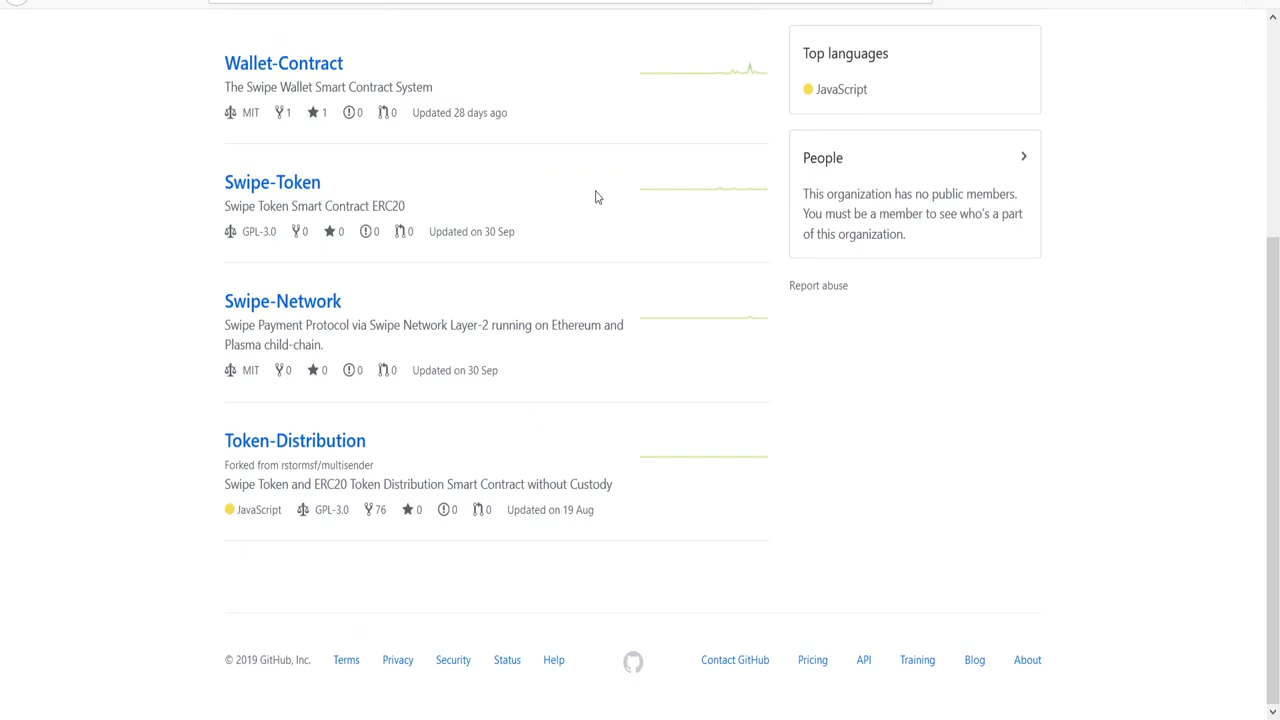 Wallet-Contract
The Swipe Wallet Smart Contract System
MIT 1 1 0 0 Updated 28 days ago
Swipe-Token
Swipe Token Smart Contract ERC20
GPL-3.0 0 0 0 0 Updated on 30 Sep
Swipe-Network
Swipe Payment Protocol via Swipe Network Layer-2 running on Ethereum and
Plasma child-chain.
MIT 0 0 0 0 Updated on 30 Sep
Token-Distribution
Forked from rstormsf/multisender
Swipe Token and ERC20 Token Distribution Smart Contract without Custody
JavaScript GPL-3.0 76 0 0 0 Updated on 19 Aug
Top languages
JavaScript
People
This organization has no public members.
You must be a member to see who's a part
of this organization.
Report abuse
© 2019 GitHub, Inc. Terms Privacy Security Status Help Contact GitHub Pricing API Training Blog About